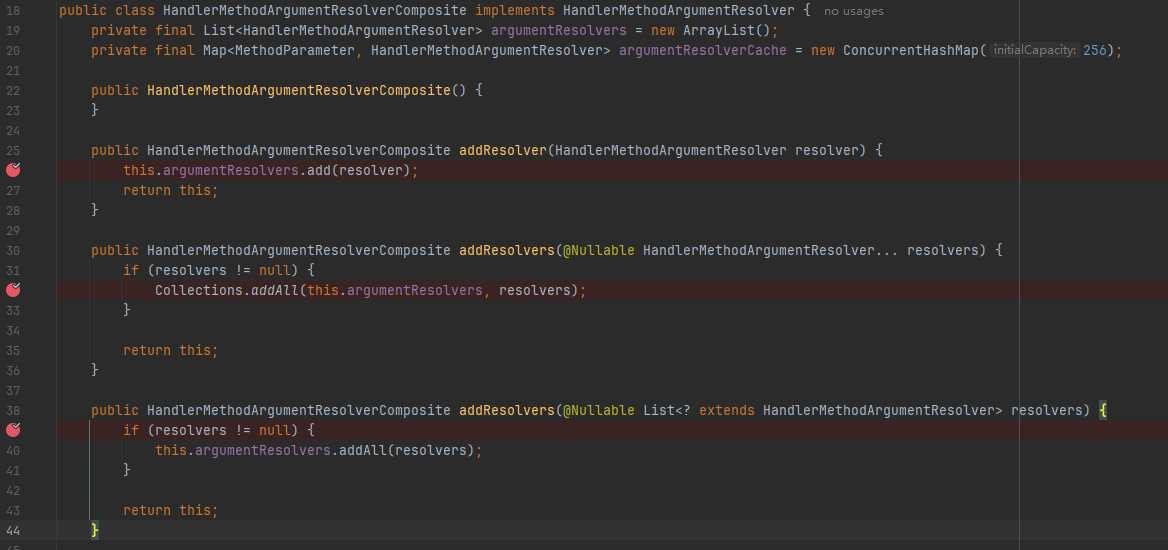 18 public class HandlerMethodArgumentResolverComposite implements HandlerMethodArgumentResolver { no usages
19 private final List<HandlerMethodArgumentResolver> argumentResolvers = new ArrayList();
20 private final Map<MethodParameter, HandlerMethodArgumentResolver> argumentResolverCache = new ConcurrentHashMap( initialCapacity: 256);
21
22 public HandlerMethodArgumentResolverComposite() {
23 }
24
25 public HandlerMethodArgumentResolverComposite addResolver(HandlerMethodArgumentResolver resolver) {
this.argumentResolvers.add(resolver);
27 return this;
28 }
29
30 public HandlerMethodArgumentResolverComposite addResolvers(@Nullable HandlerMethodArgumentResolver... resolvers) {
31 if (resolvers != null) {
Collections.addAll(this.argumentResolvers, resolvers);
33 }
34
35 return this;
36 }
37
38 public HandlerMethodArgumentResolverComposite addResolvers(@Nullable List<? extends HandlerMethodArgumentResolver> resolvers) {
if (resolvers != null) {
40 this.argumentResolvers.addAll(resolvers);
41 }
42
43 return this;
44 }